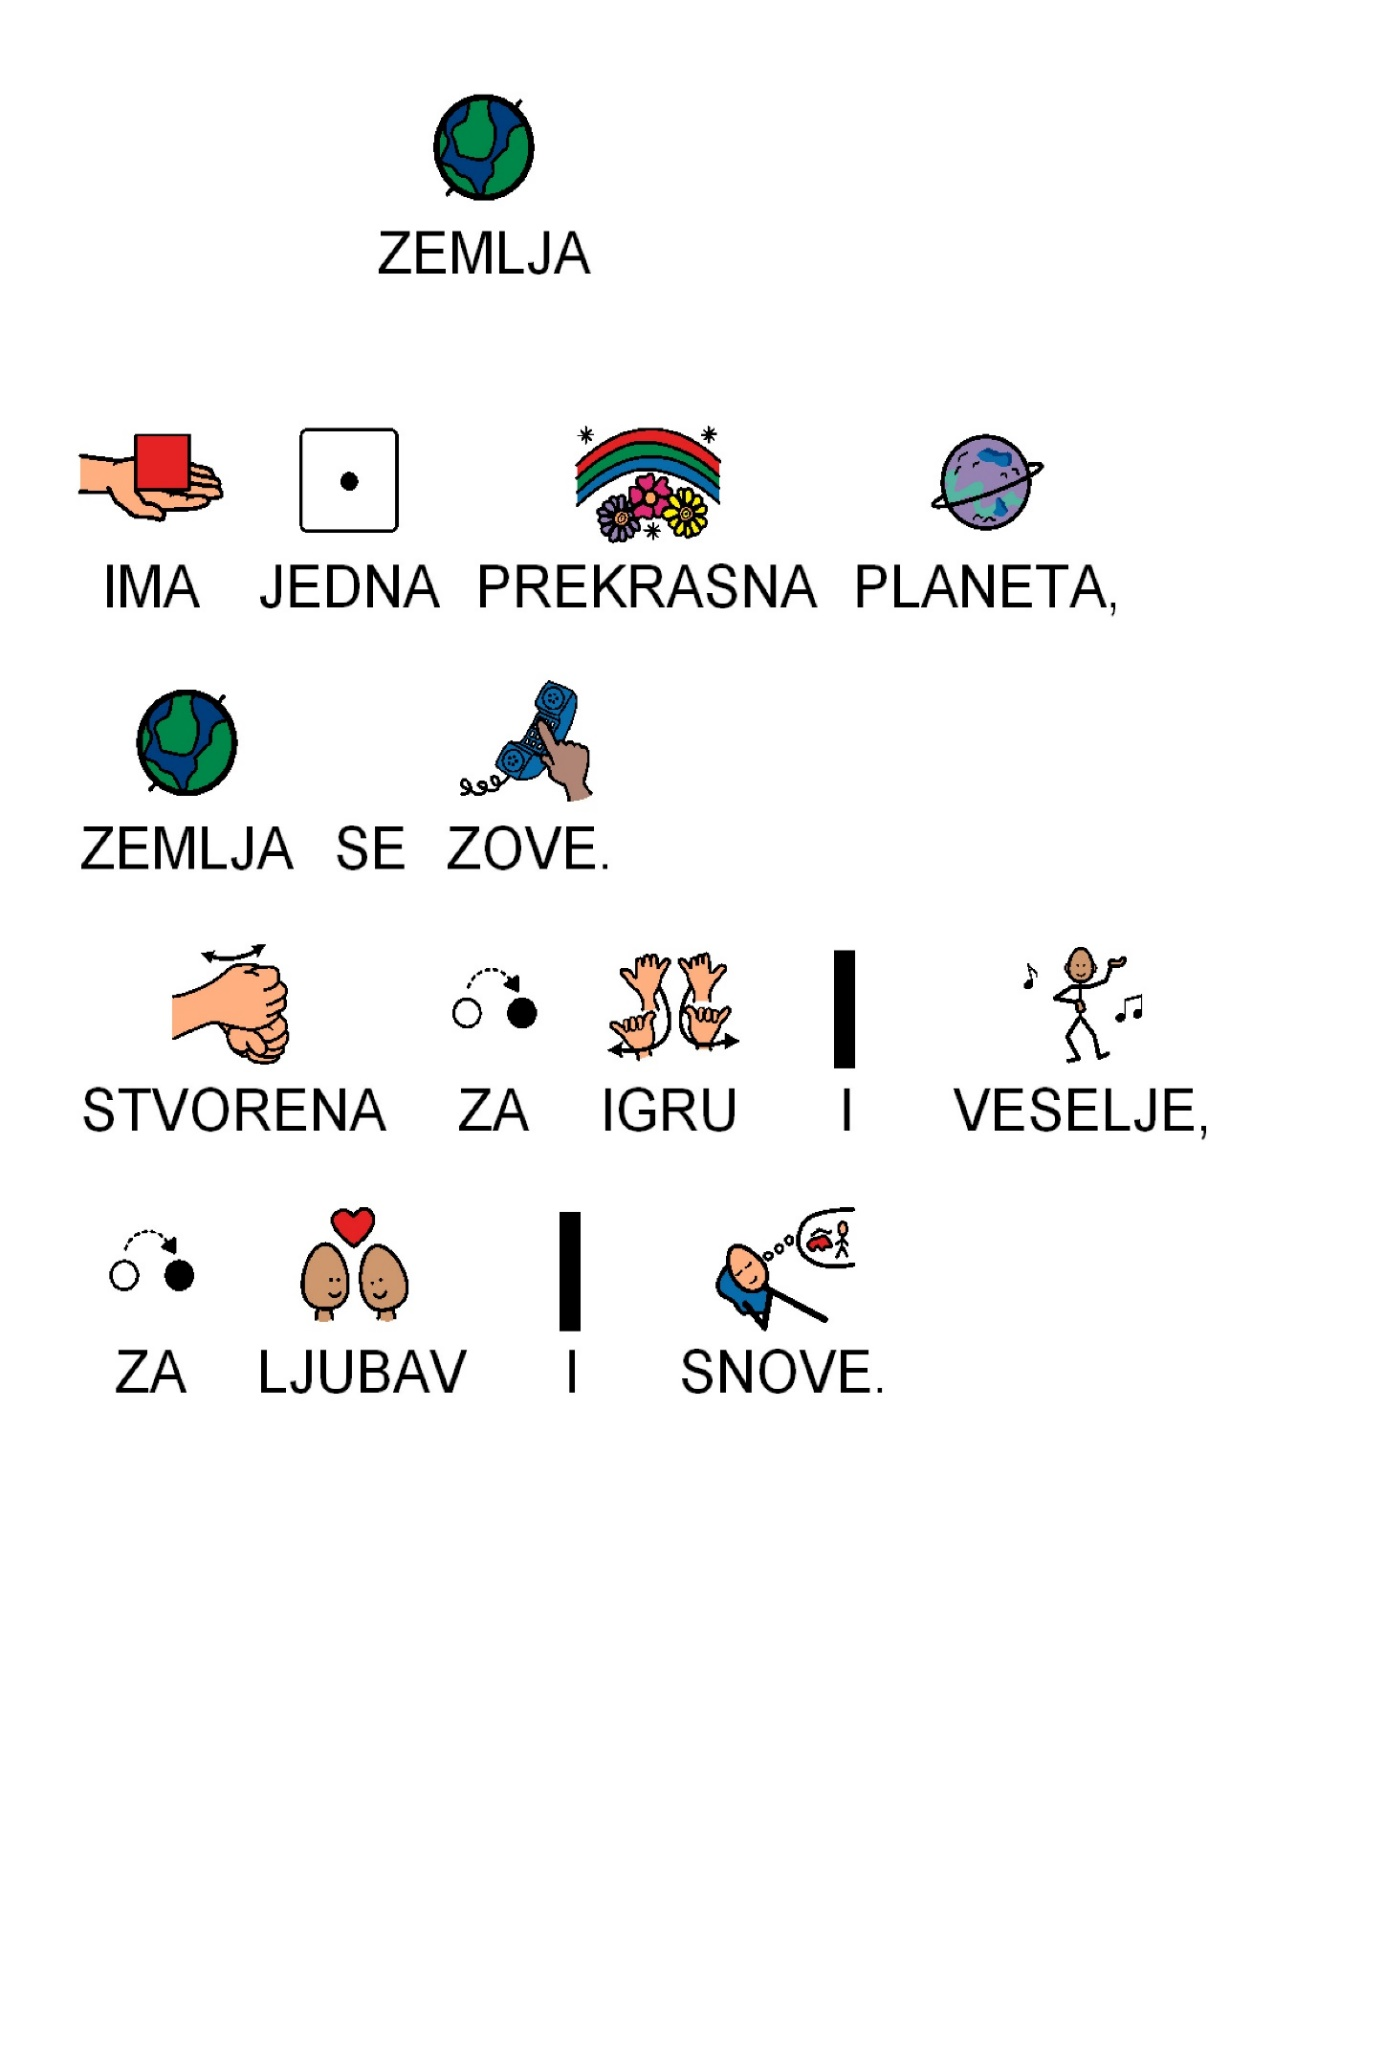 ZEMLJA
IMA JEDNA PREKRASNA PLANETA,
ZEMLJA SE ZOVE.
STVORENA ZA IGRU I VESELJE,
ZA LJUBAV I SNOVE.